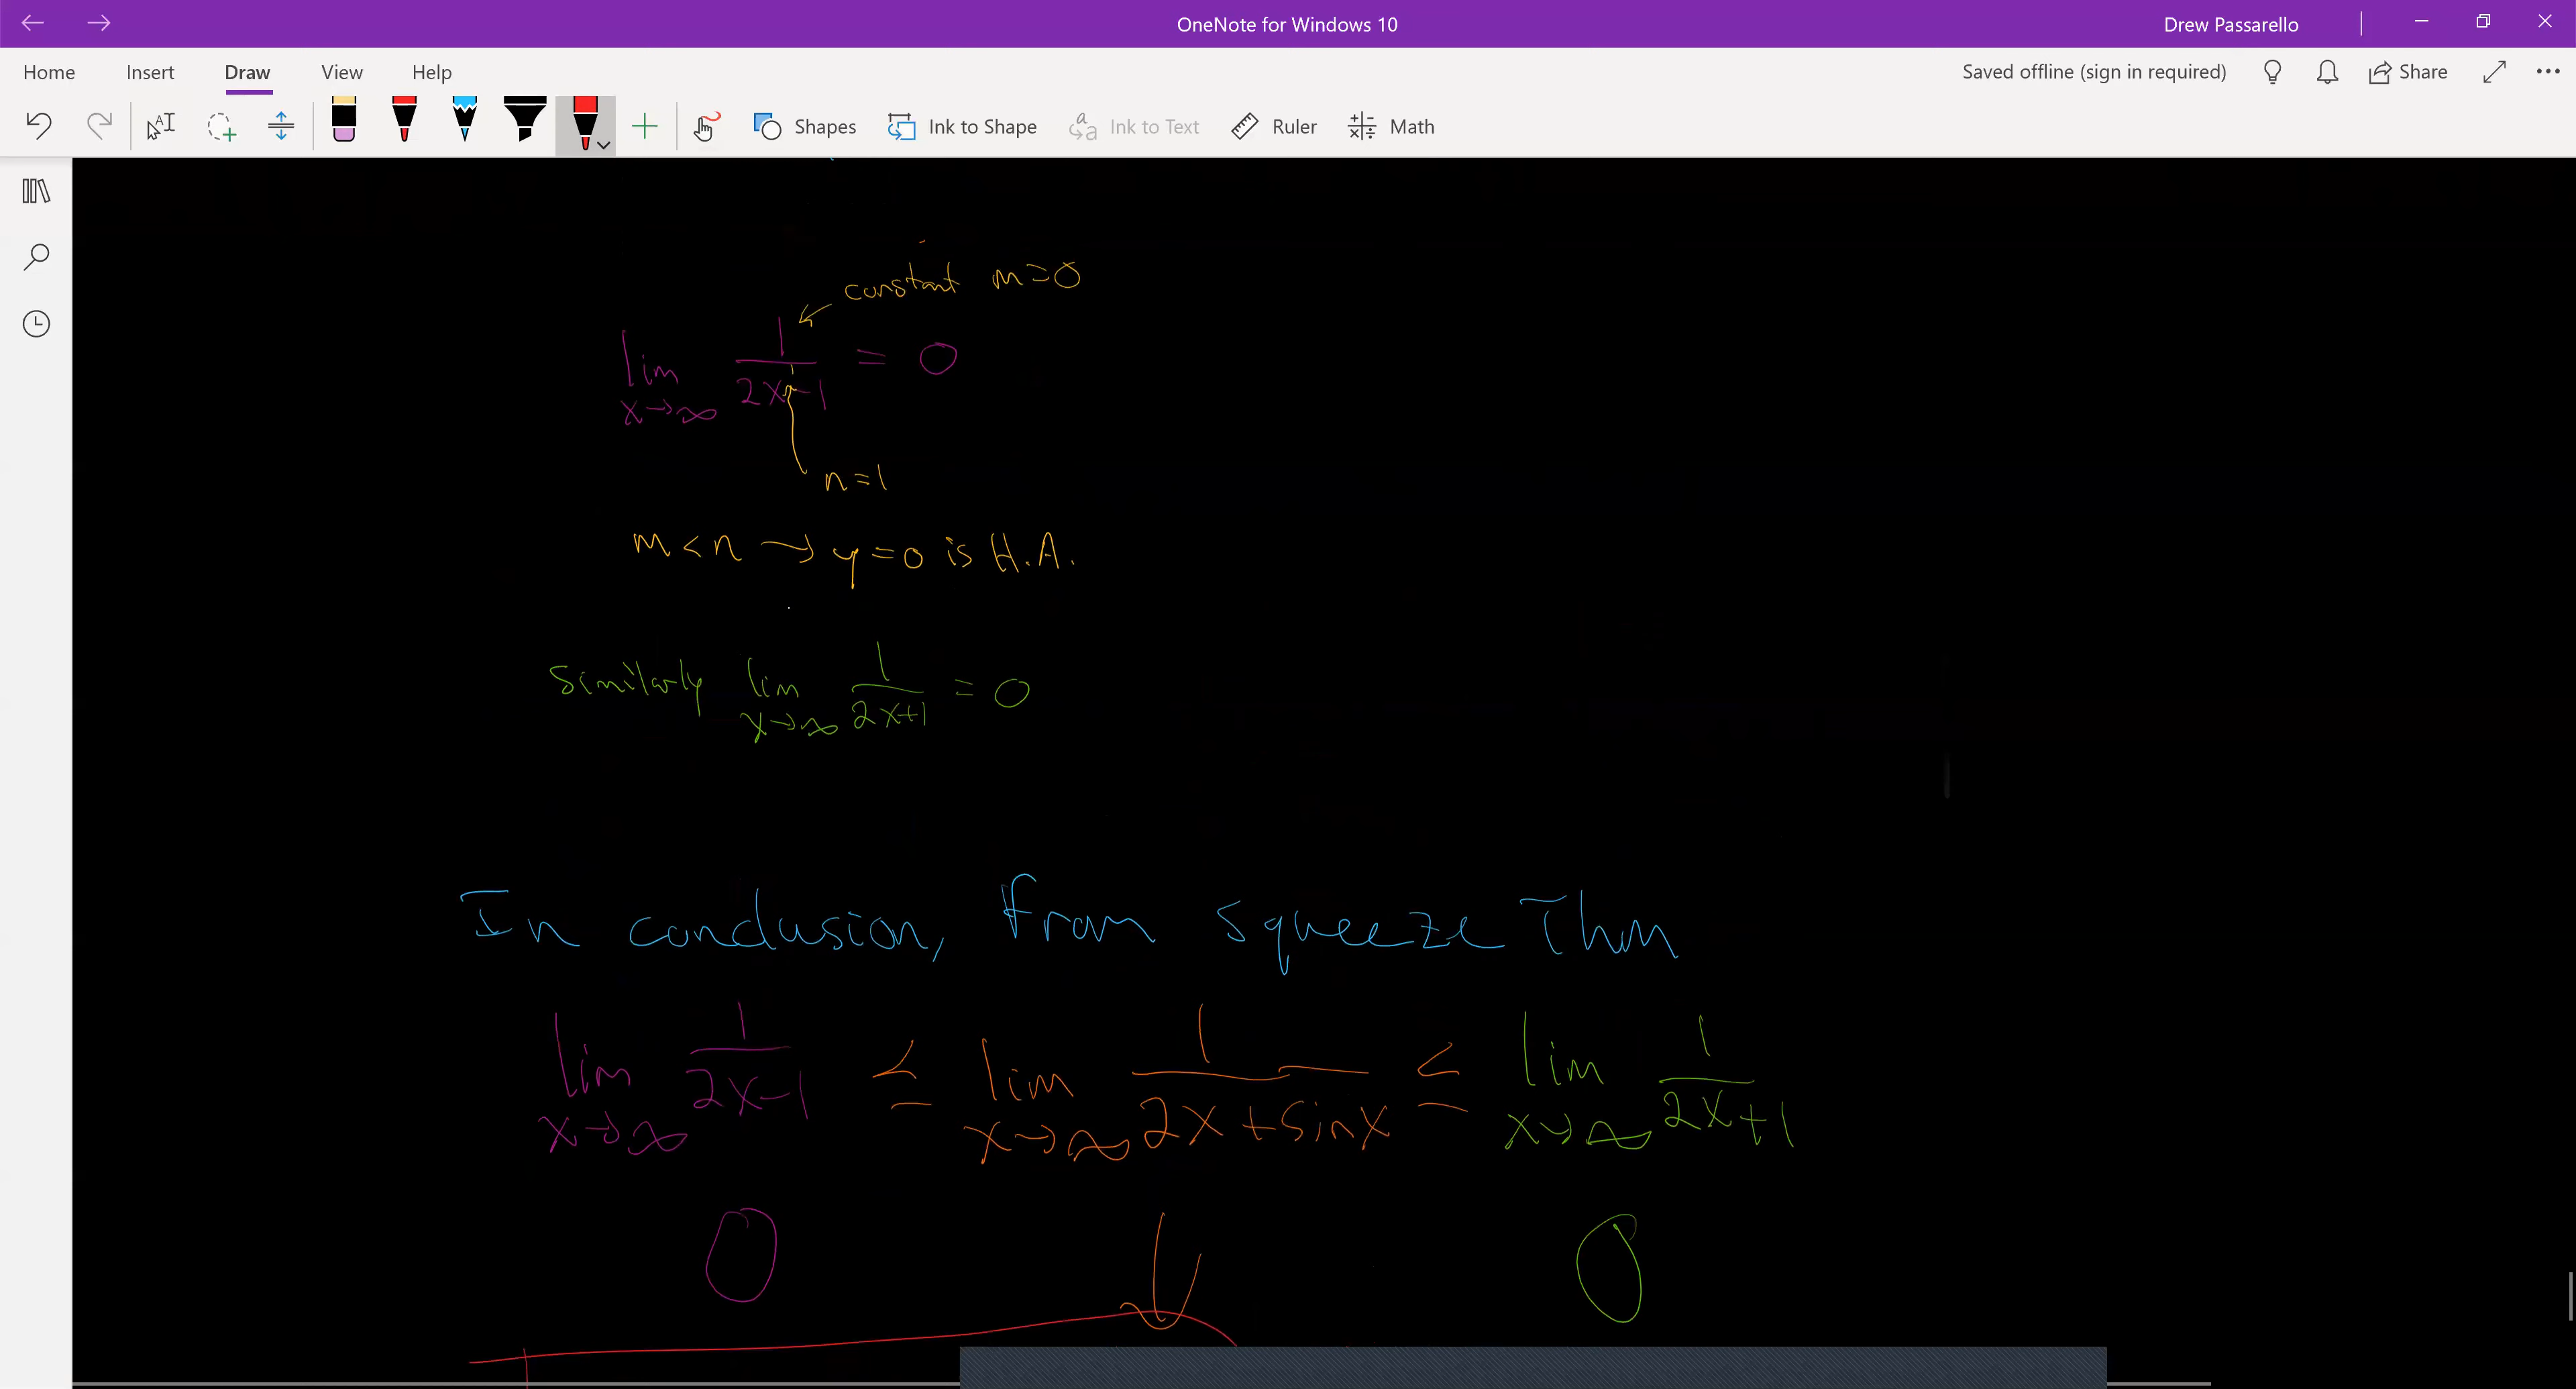 OneNote for Windows 10
Drew Passarello
Home Insert Draw View Help
Saved offline (sign in required) Share
Shapes Ink to Shape Ink to Text Ruler Math
constant m=0
lim x→∞ 1/(2x-1) = 0
n=1
m<n → y=0 is H.A.
Similarly lim x→∞ 1/(2x+1) = 0
In conclusion, from Squeeze Thm
lim x→∞ 1/(2x-1) ≤ lim x→∞ 1/(2x+sinx) ≤ lim x→∞ 1/(2x+1)
0 0